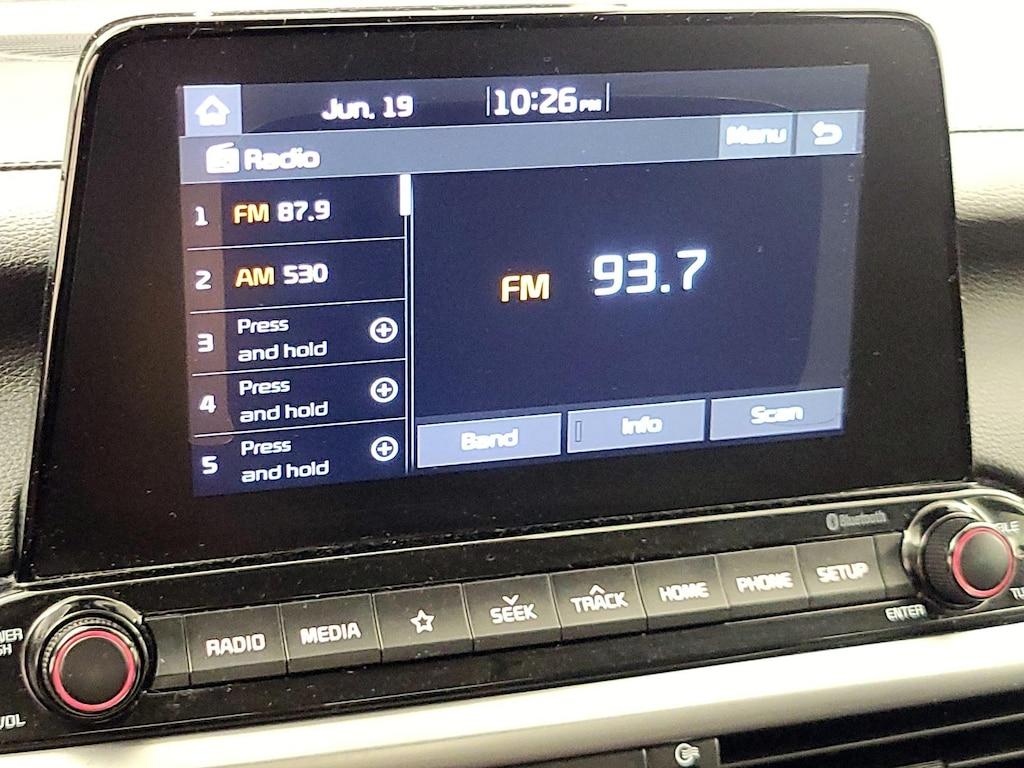 Jun, 19 10:26 PM
Radio Menu
1 FM 87.9
2 AM 530
3 Press
and hold
4 Press
and hold
5 Press
and hold
FM 93.7
Band Info Scan
Bluetooth
RADIO MEDIA SEEK TRACK HOME PHONE SETUP
ENTER
VOL